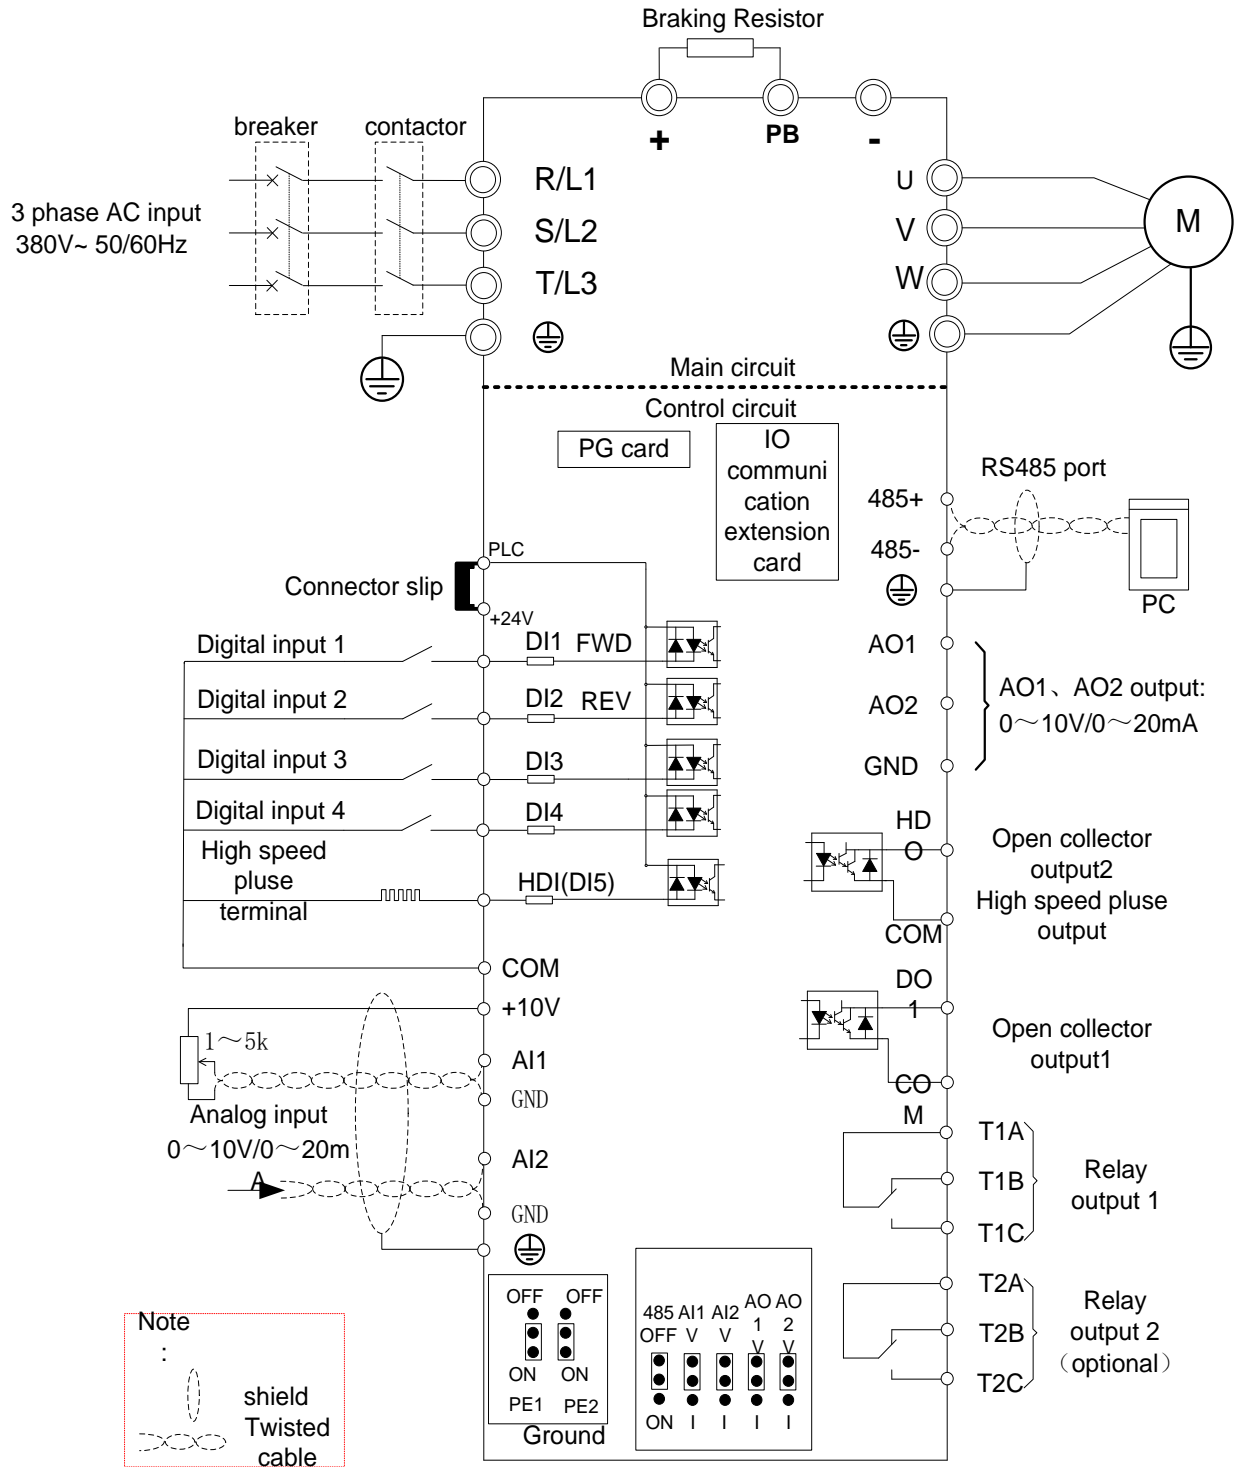 Braking Resistor
breaker
contactor
+
PB
-
3 phase AC input
380V~ 50/60Hz
R/L1
S/L2
T/L3
U
V
W
M
Main circuit
Control circuit
PG card
IO
communi
cation
extension
card
RS485 port
485+
485-
PC
PLC
Connector slip
+24V
Digital input 1
DI1 FWD
Digital input 2
DI2 REV
Digital input 3
DI3
Digital input 4
DI4
High speed
pluse
terminal
HDI(DI5)
COM
+10V
1～5k
AI1
GND
Analog input
0～10V/0～20m
A
AI2
GND
AO1
AO2
GND
AO1、AO2 output:
0～10V/0～20mA
HD
O
COM
Open collector
output2
High speed pluse
output
DO
1
CO
M
Open collector
output1
T1A
T1B
T1C
Relay
output 1
T2A
T2B
T2C
Relay
output 2
（optional）
OFF OFF
ON ON
PE1 PE2
Ground
485 AI1 AI2 AO AO
1 2
OFF V V V V
ON I I I I
Note
:
shield
Twisted
cable